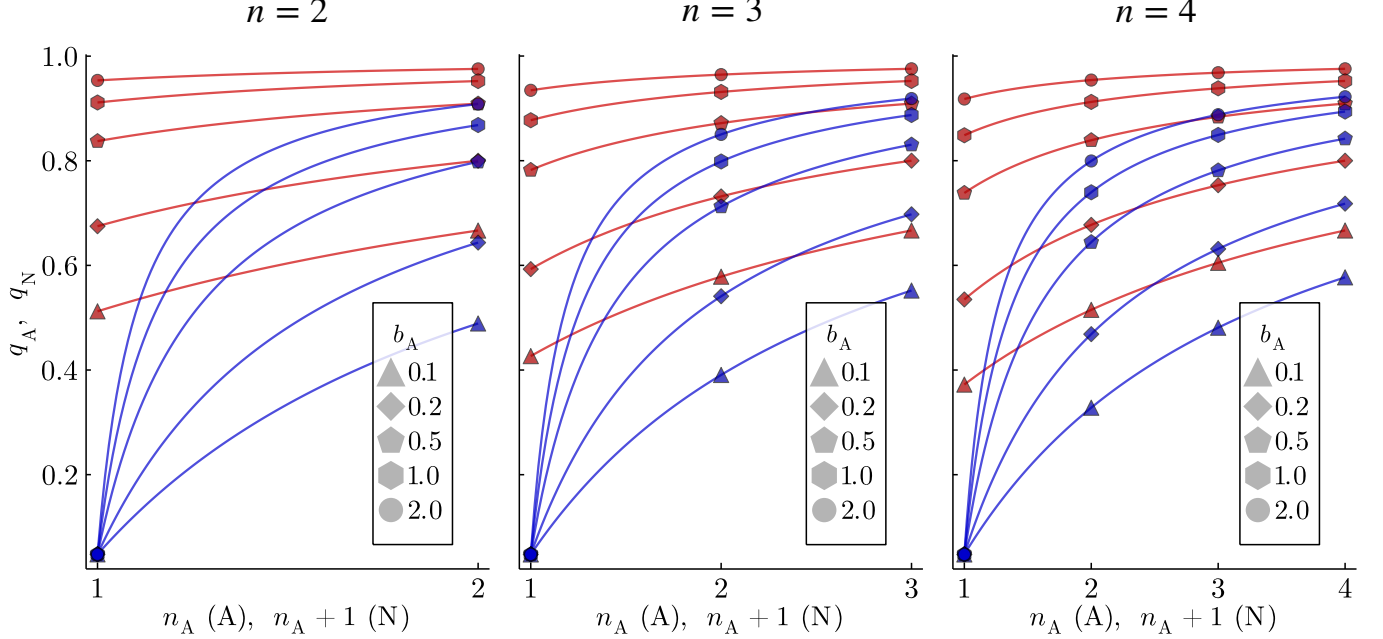 n = 2
n = 3
n = 4
q_A, q_N
1.0
0.8
0.6
0.4
0.2
b_A
0.1
0.2
0.5
1.0
2.0
1 2
n_A (A), n_A + 1 (N)
b_A
0.1
0.2
0.5
1.0
2.0
1 2 3
n_A (A), n_A + 1 (N)
b_A
0.1
0.2
0.5
1.0
2.0
1 2 3 4
n_A (A), n_A + 1 (N)